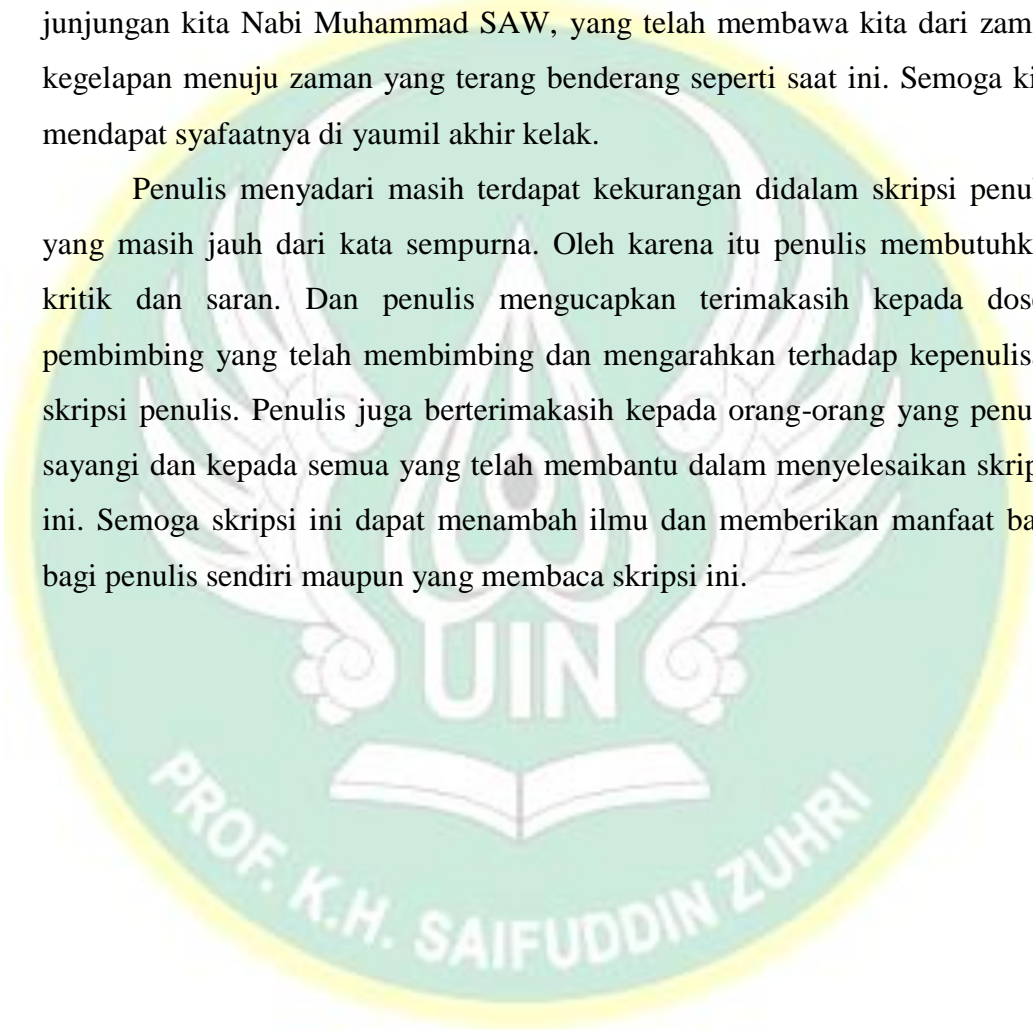 junjungan kita Nabi Muhammad SAW, yang telah membawa kita dari zam
kegelapan menuju zaman yang terang benderang seperti saat ini. Semoga ki
mendapat syafaatnya di yaumil akhir kelak.
Penulis menyadari masih terdapat kekurangan didalam skripsi penul
yang masih jauh dari kata sempurna. Oleh karena itu penulis membutuhk
kritik dan saran. Dan penulis mengucapkan terimakasih kepada dos
pembimbing yang telah membimbing dan mengarahkan terhadap kepenulis
skripsi penulis. Penulis juga berterimakasih kepada orang-orang yang penu
sayangi dan kepada semua yang telah membantu dalam menyelesaikan skrip
ini. Semoga skripsi ini dapat menambah ilmu dan memberikan manfaat ba
bagi penulis sendiri maupun yang membaca skripsi ini.
UIN
PROF. K.H. SAIFUDDIN ZUHRI